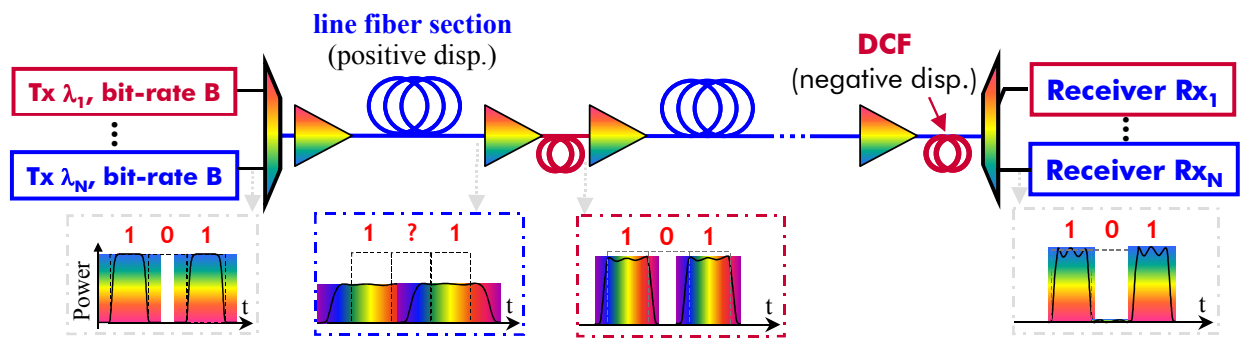 line fiber section
(positive disp.)
DCF
(negative disp.)
Tx λ1, bit-rate B
Tx λN, bit-rate B
Receiver Rx1
Receiver RxN
1 0 1
Power
t
1 ? 1
t
1 0 1
t
1 0 1
t